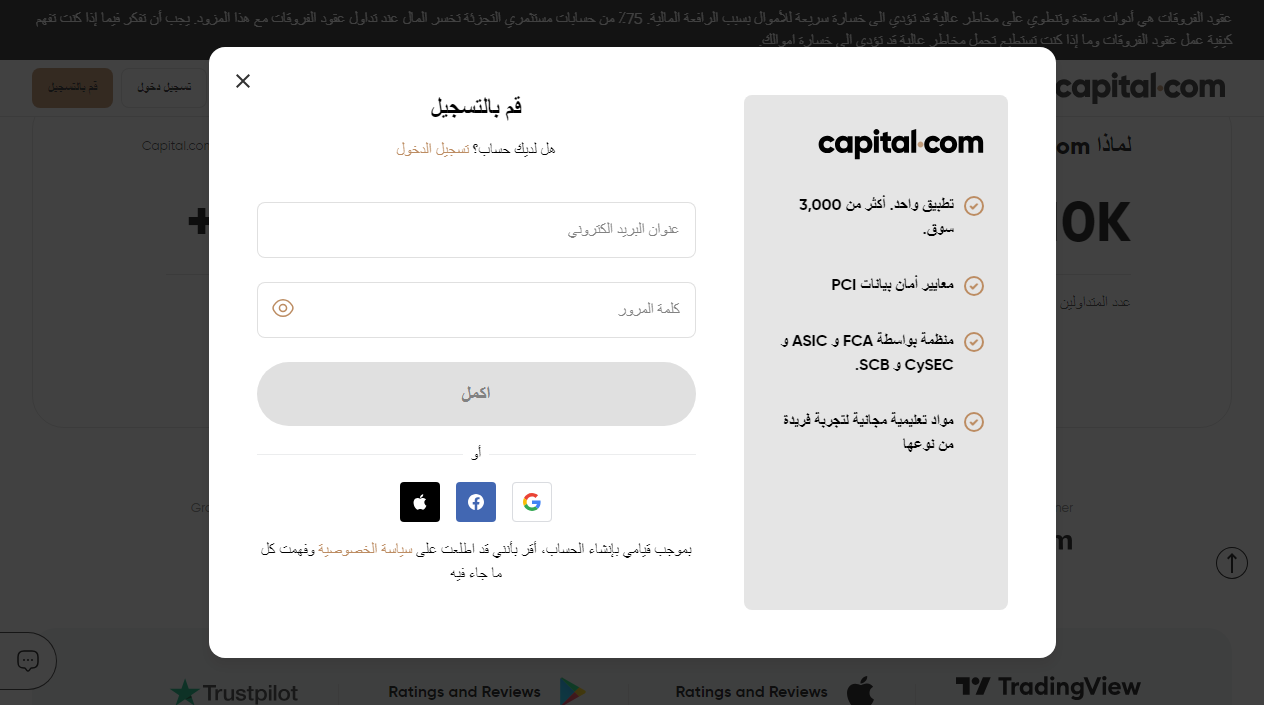 عقود الفروقات هي أدوات معقدة وتنطوي على مخاطر عالية قد تؤدي الى خسارة سريعة للأموال بسبب الرافعة المالية. 75٪ من حسابات مستثمري التجزئة تخسر المال عند تداول عقود الفروقات مع هذا المزود. يجب أن تفكر فيما إذا كنت تفهم
كيفية عمل عقود الفروقات وما إذا كنت تستطيع تحمل مخاطر عالية قد تؤدي الى خسارة اموالك.
capital.com
تسجيل دخول
قم بالتسجيل
لماذا
Capital.com
عدد المتداولين
capital.com
تطبيق واحد. أكثر من 3,000
سوق.
معايير أمان بيانات PCI
منظمة بواسطة FCA و ASIC و
CySEC و SCB.
مواد تعليمية مجانية لتجربة فريدة
من نوعها
قم بالتسجيل
هل لديك حساب؟ تسجيل الدخول
عنوان البريد الكتروني
كلمة المرور
اكمل
أو
بموجب قيامي بإنشاء الحساب، أقر بأنني قد اطلعت على سياسة الخصوصية وفهمت كل
ما جاء فيه
TradingView
Ratings and Reviews
Ratings and Reviews
Trustpilot